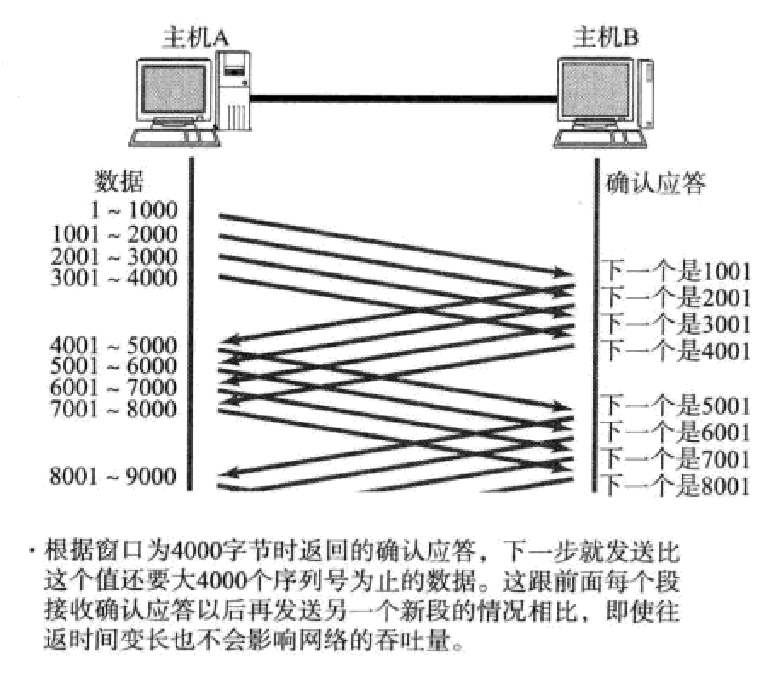 主机A
主机B
数据
确认应答
1 ~ 1000
1001 ~ 2000
2001 ~ 3000
3001 ~ 4000
下一个是1001
下一个是2001
下一个是3001
下一个是4001
4001 ~ 5000
5001 ~ 6000
6001 ~ 7000
7001 ~ 8000
下一个是5001
下一个是6001
下一个是7001
下一个是8001
8001 ~ 9000
·根据窗口为4000字节时返回的确认应答，下一步就发送比
这个值还要大4000个序列号为止的数据。这跟前面每个段
接收确认应答以后再发送另一个新段的情况相比，即使往
返时间变长也不会影响网络的吞吐量。